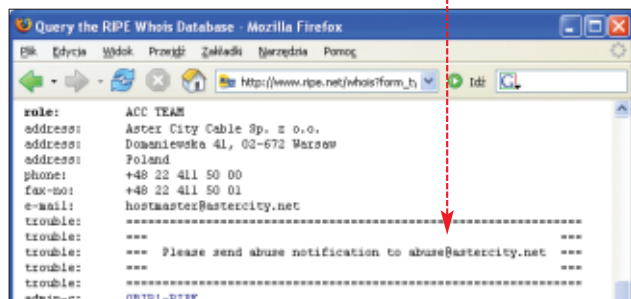 Query the RIPE Whois Database - Mozilla Firefox
Plik Edycja Widok Przejdź Zakładki Narzędzia Pomoc
http://www.ripe.net/whois?form_ty Idź G
role: ACC TEAM
address: Aster City Cable Sp. z o.o.
address: Domaniewska 41, 02-672 Warsaw
address: Poland
phone: +48 22 411 50 00
fax-no: +48 22 411 50 01
e-mail: hostmaster@astercity.net
trouble: ==========================================================
trouble: === ===
trouble: === Please send abuse notification to abuse@astercity.net ===
trouble: === ===
trouble: ==========================================================
admin-c: